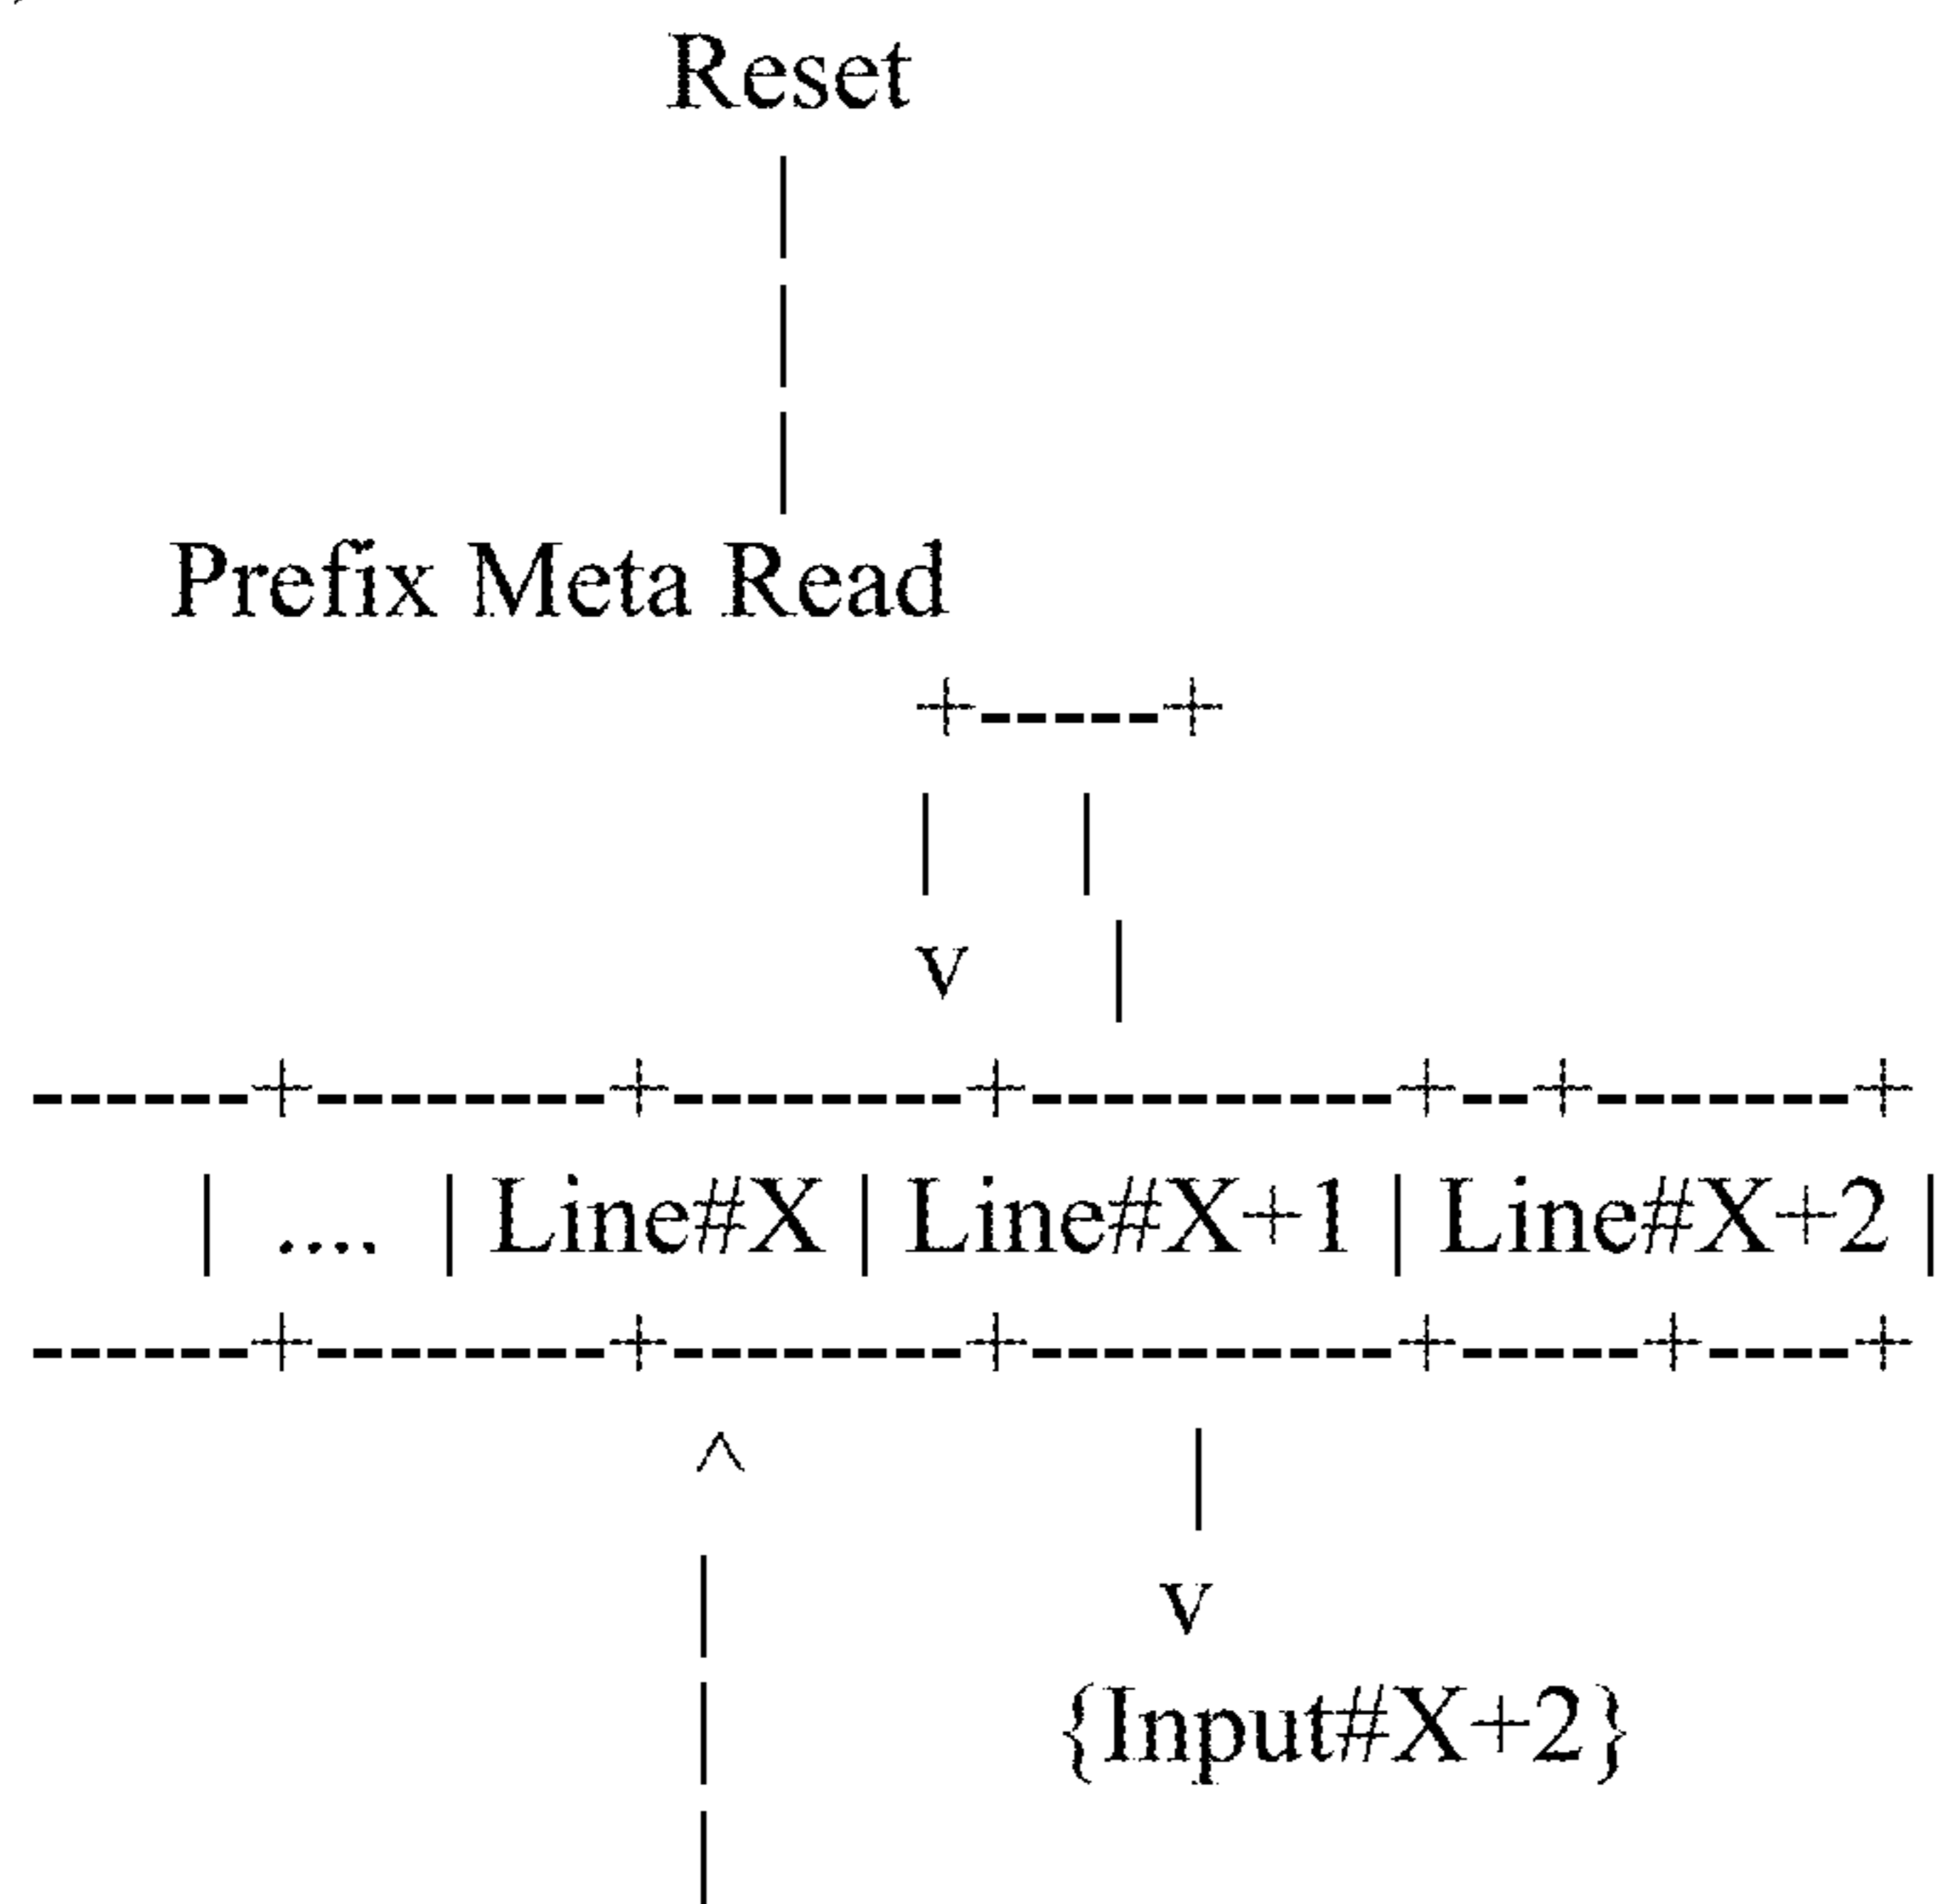 Reset
|
|
|
Prefix Meta Read
+-----+
| |
v |
------+--------+--------+----------+--+-------+
| .... | Line#X | Line#X+1 | Line#X+2 |
------+--------+--------+----------+-----+----+
^ |
| v
| {Input#X+2}
|